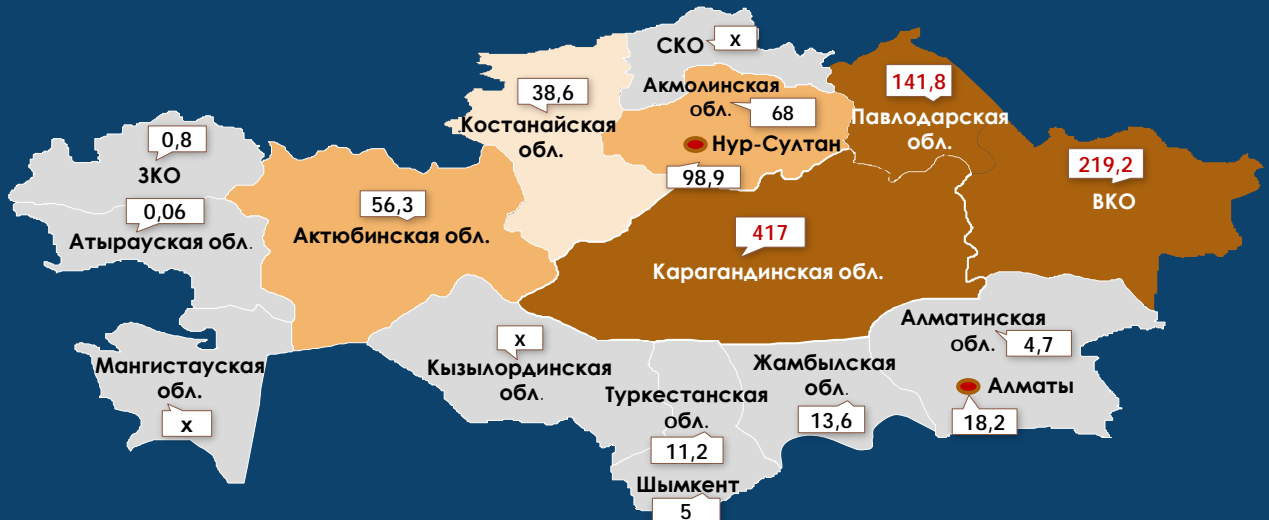 СКО
x
Акмолинская
обл.
68
38,6
Костанайская
обл.
141,8
Павлодарская
обл.
Нур-Султан
98,9
0,8
ЗКО
0,06
Атырауская обл.
56,3
Актюбинская обл.
219,2
ВКО
417
Карагандинская обл.
Алматинская
обл.
4,7
Алматы
18,2
Мангистауская
обл.
x
x
Кызылординская
обл.
Жамбылская
обл.
13,6
Туркестанская
обл.
11,2
Шымкент
5